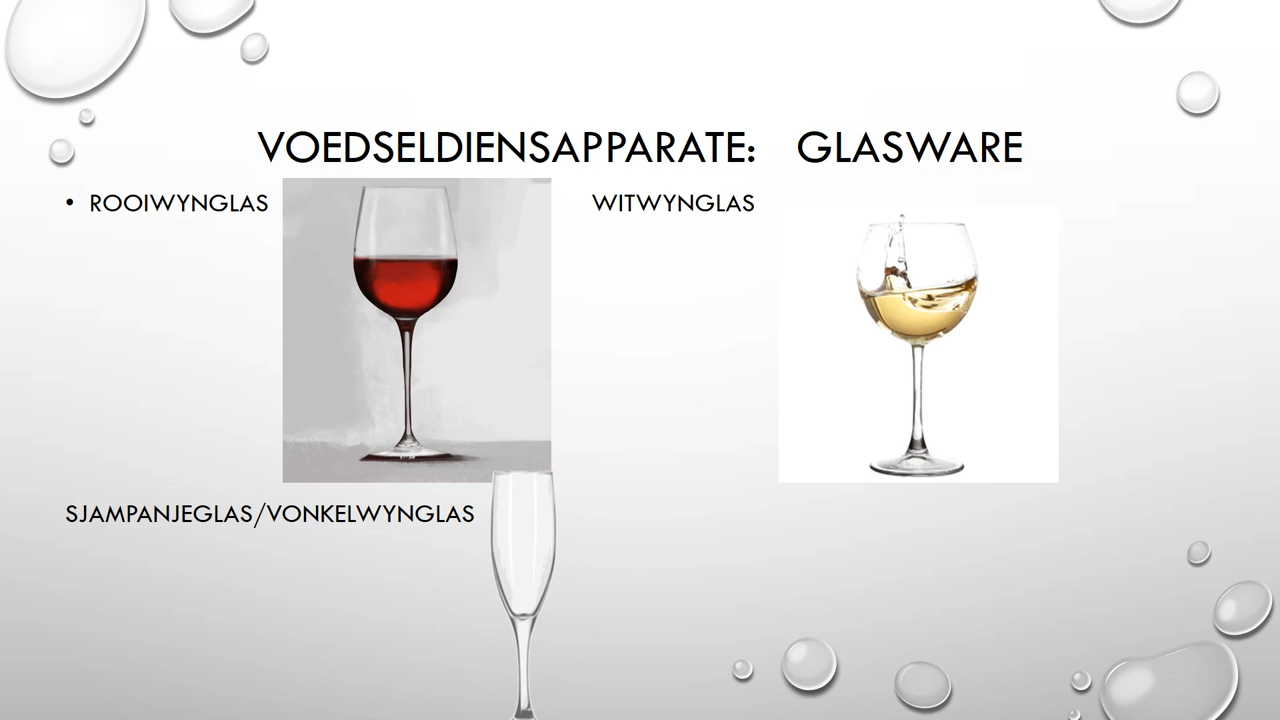 VOEDSELDIENSAPPARATE: GLASWARE
• ROOIWYNGLAS WITWYNGLAS
SJAMPANJEGLAS/VONKELWYNGLAS